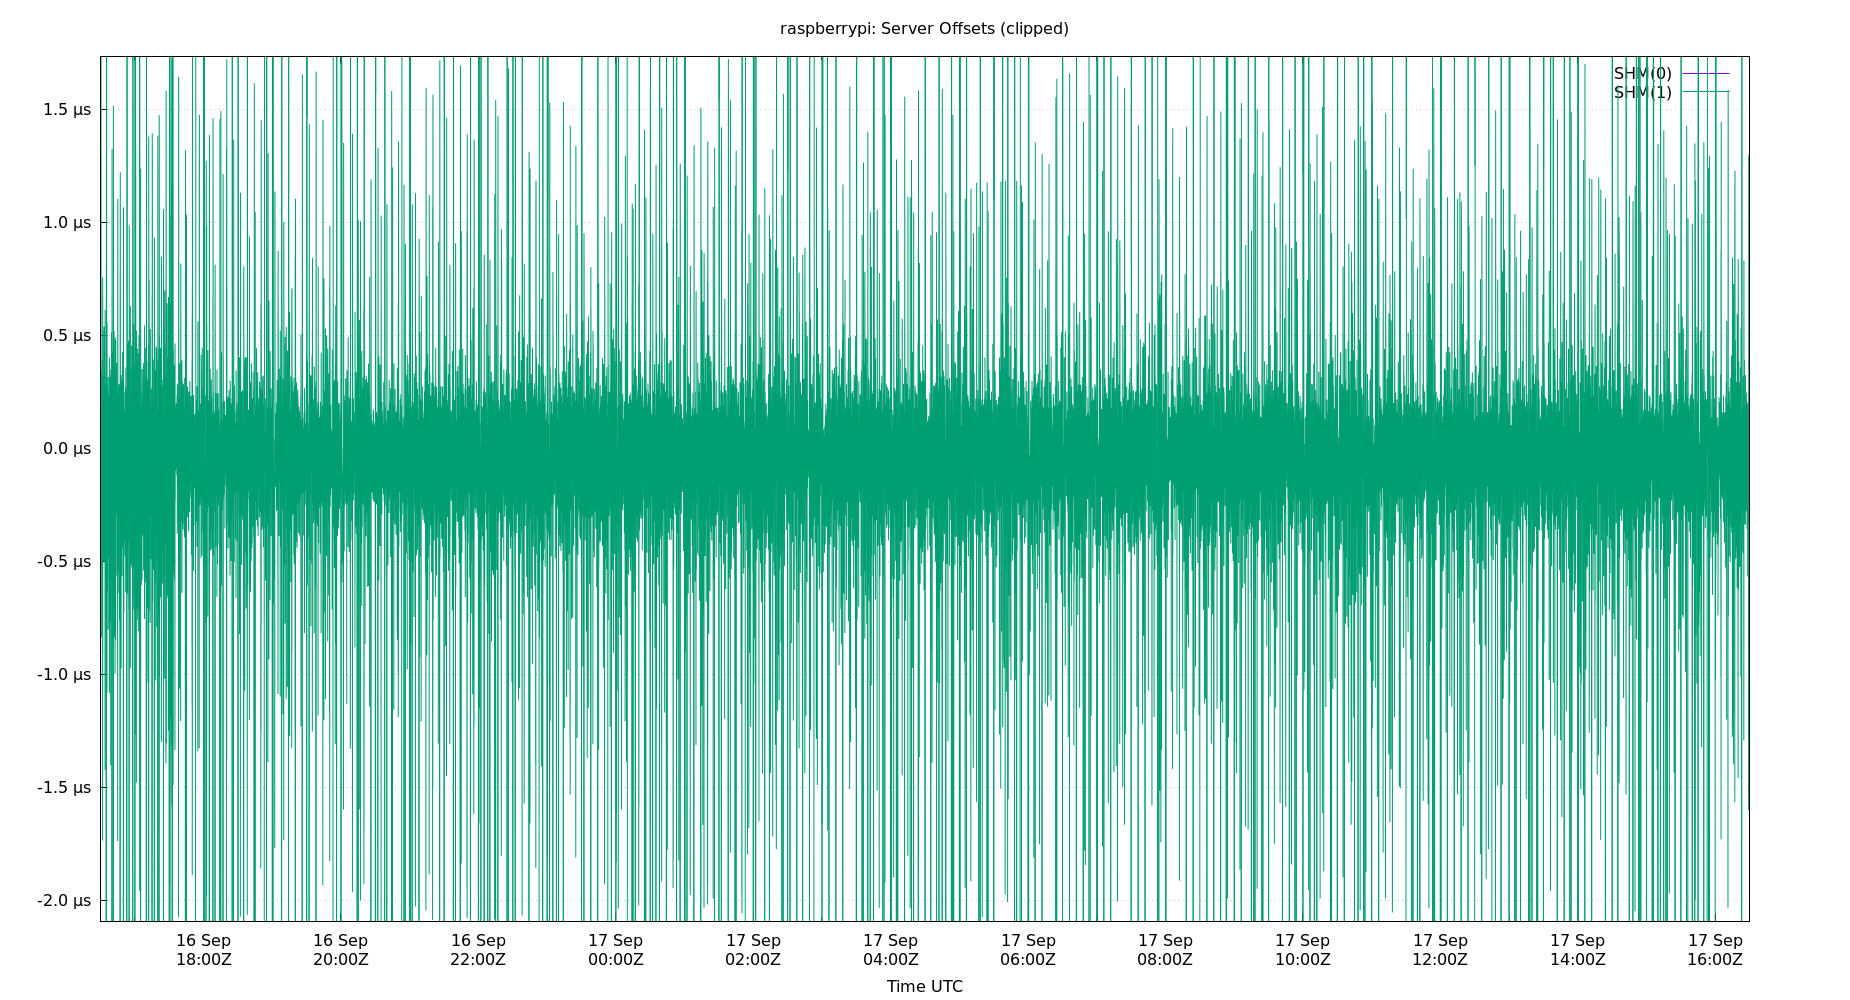 raspberrypi: Server Offsets (clipped)
SHM(0)
SHM(1)
1.5 µs
1.0 µs
0.5 µs
0.0 µs
-0.5 µs
-1.0 µs
-1.5 µs
-2.0 µs
16 Sep 16 Sep 16 Sep 17 Sep 17 Sep 17 Sep 17 Sep 17 Sep 17 Sep 17 Sep 17 Sep 17 Sep
18:00Z 20:00Z 22:00Z 00:00Z 02:00Z 04:00Z 06:00Z 08:00Z 10:00Z 12:00Z 14:00Z 16:00Z
Time UTC